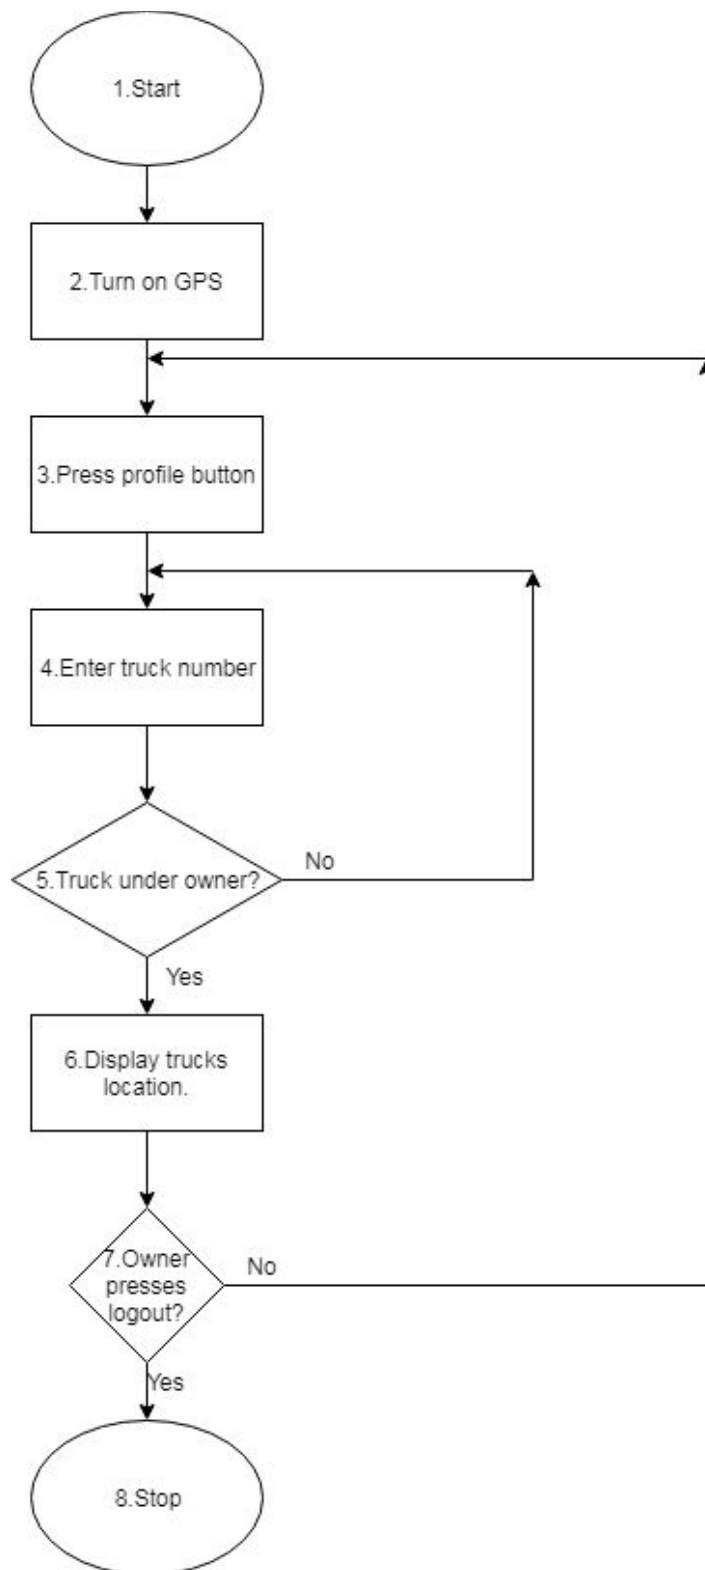 1.Start
2.Turn on GPS
3.Press profile button
4.Enter truck number
5.Truck under owner?
No
Yes
6.Display trucks
location.
7.Owner
presses
logout?
No
Yes
8.Stop